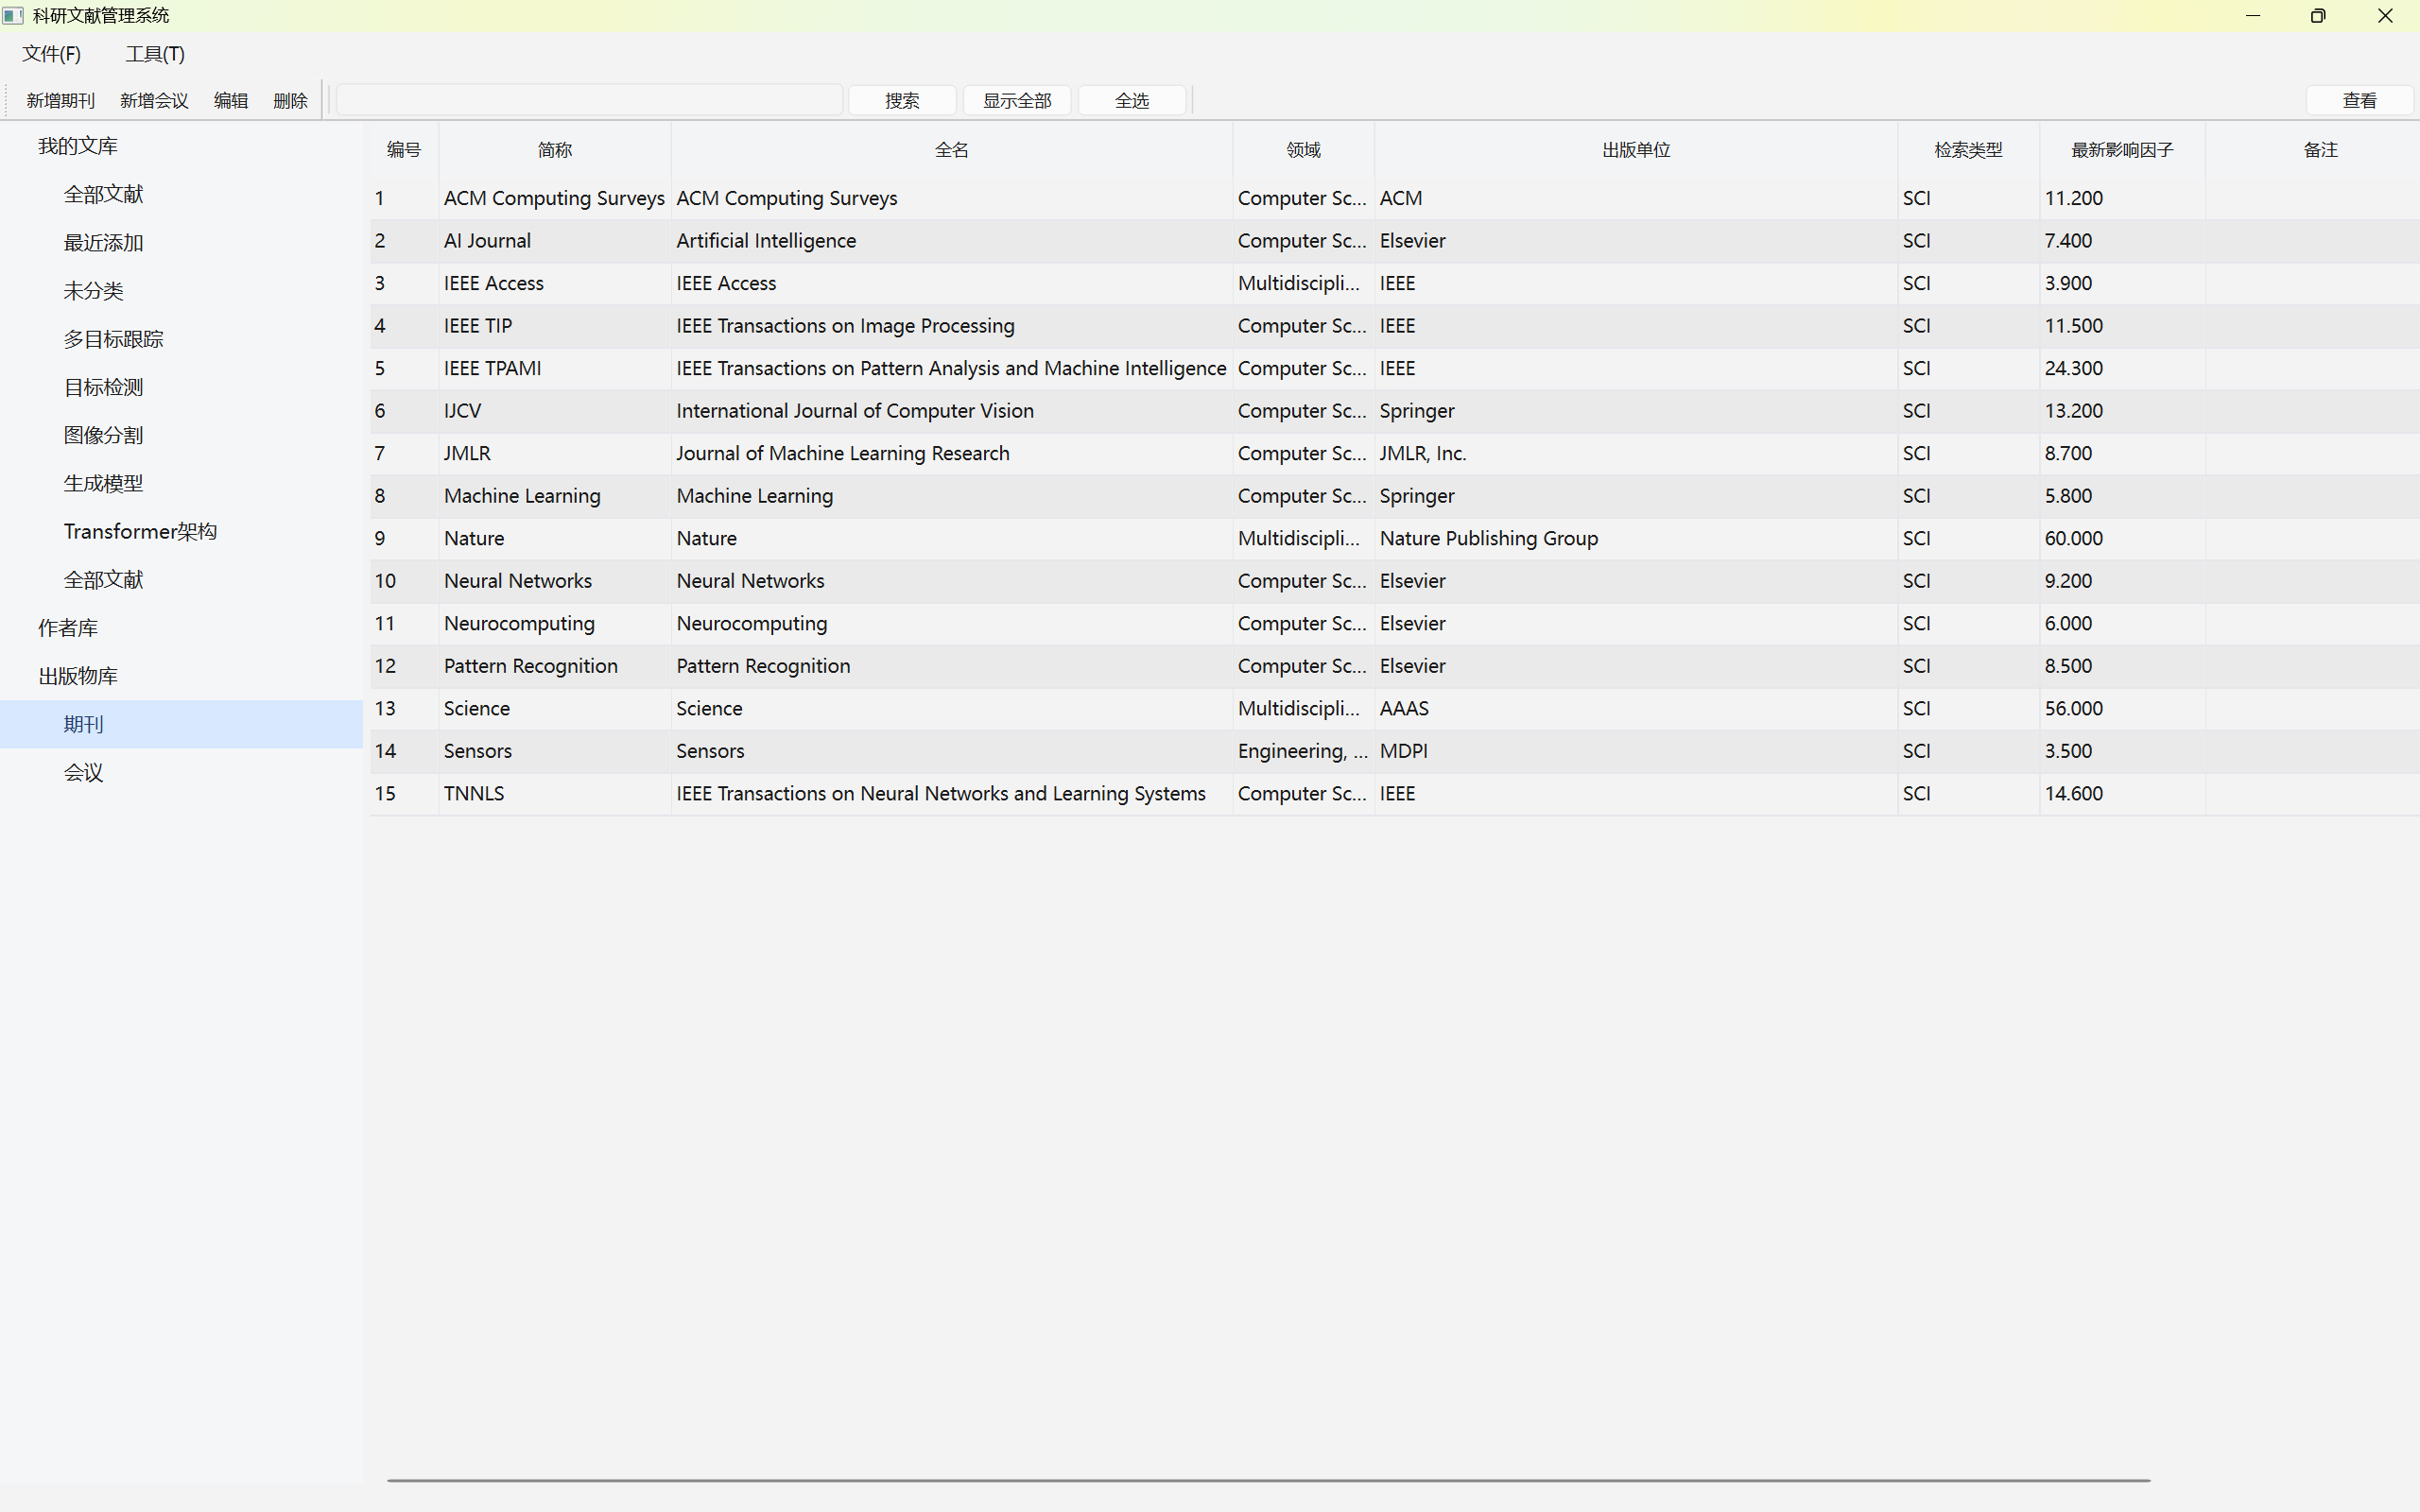 科研文献管理系统
文件(F) 工具(T)
新增期刊 新增会议 编辑 删除 搜索 显示全部 全选 查看
我的文库
全部文献
最近添加
未分类
多目标跟踪
目标检测
图像分割
生成模型
Transformer架构
全部文献
作者库
出版物库
期刊
会议
编号 简称 全名 领域 出版单位 检索类型 最新影响因子 备注
1 ACM Computing Surveys ACM Computing Surveys Computer Sc... ACM SCI 11.200
2 AI Journal Artificial Intelligence Computer Sc... Elsevier SCI 7.400
3 IEEE Access IEEE Access Multidiscipli... IEEE SCI 3.900
4 IEEE TIP IEEE Transactions on Image Processing Computer Sc... IEEE SCI 11.500
5 IEEE TPAMI IEEE Transactions on Pattern Analysis and Machine Intelligence Computer Sc... IEEE SCI 24.300
6 IJCV International Journal of Computer Vision Computer Sc... Springer SCI 13.200
7 JMLR Journal of Machine Learning Research Computer Sc... JMLR, Inc. SCI 8.700
8 Machine Learning Machine Learning Computer Sc... Springer SCI 5.800
9 Nature Nature Multidiscipli... Nature Publishing Group SCI 60.000
10 Neural Networks Neural Networks Computer Sc... Elsevier SCI 9.200
11 Neurocomputing Neurocomputing Computer Sc... Elsevier SCI 6.000
12 Pattern Recognition Pattern Recognition Computer Sc... Elsevier SCI 8.500
13 Science Science Multidiscipli... AAAS SCI 56.000
14 Sensors Sensors Engineering, ... MDPI SCI 3.500
15 TNNLS IEEE Transactions on Neural Networks and Learning Systems Computer Sc... IEEE SCI 14.600